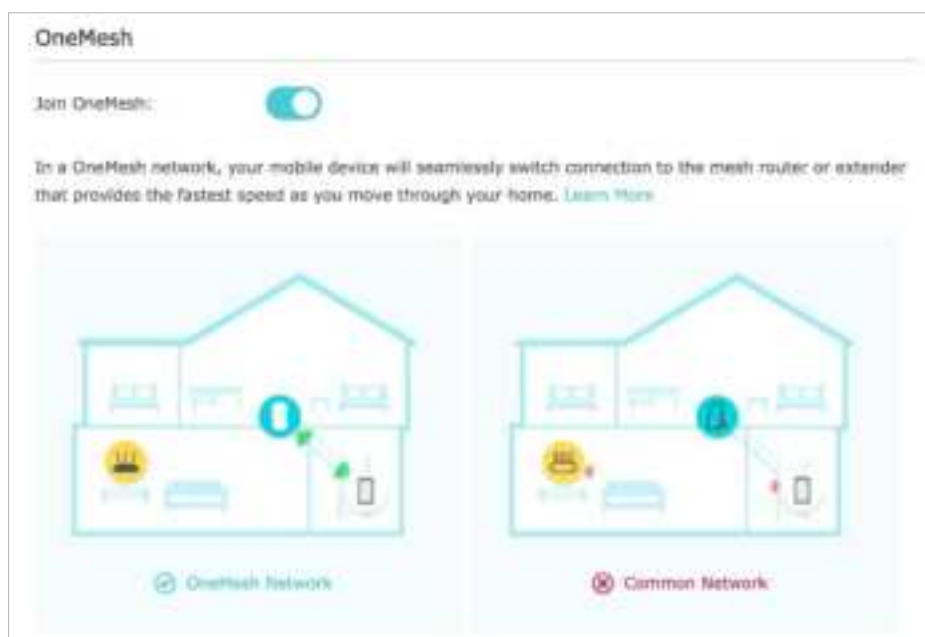 OneMesh
Join OneMesh:
In a OneMesh network, your mobile device will seamlessly switch connection to the mesh router or extender
that provides the fastest speed as you move through your home. Learn More
OneMesh Network
Common Network